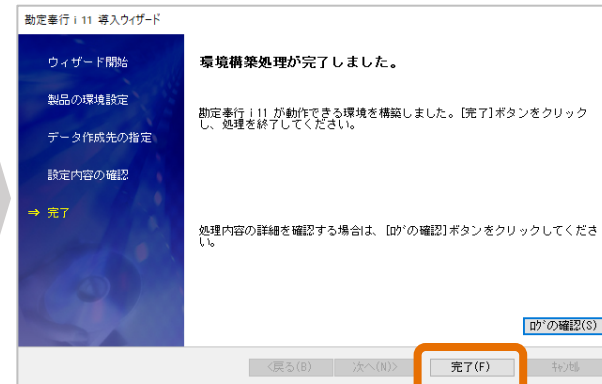 勘定奉行 i 11 導入ウィザード
ウィザード開始
製品の環境設定
データ作成先の指定
設定内容の確認
⇒ 完了
環境構築処理が完了しました。
勘定奉行 i 11 が動作できる環境を構築しました。[完了]ボタンをクリック
し、処理を終了してください。
処理内容の詳細を確認する場合は、[ﾛｸﾞの確認]ボタンをクリックしてくださ
い。
ﾛｸﾞの確認(S)
<戻る(B)
次へ(N)>
完了(F)
ｷｬﾝｾﾙ